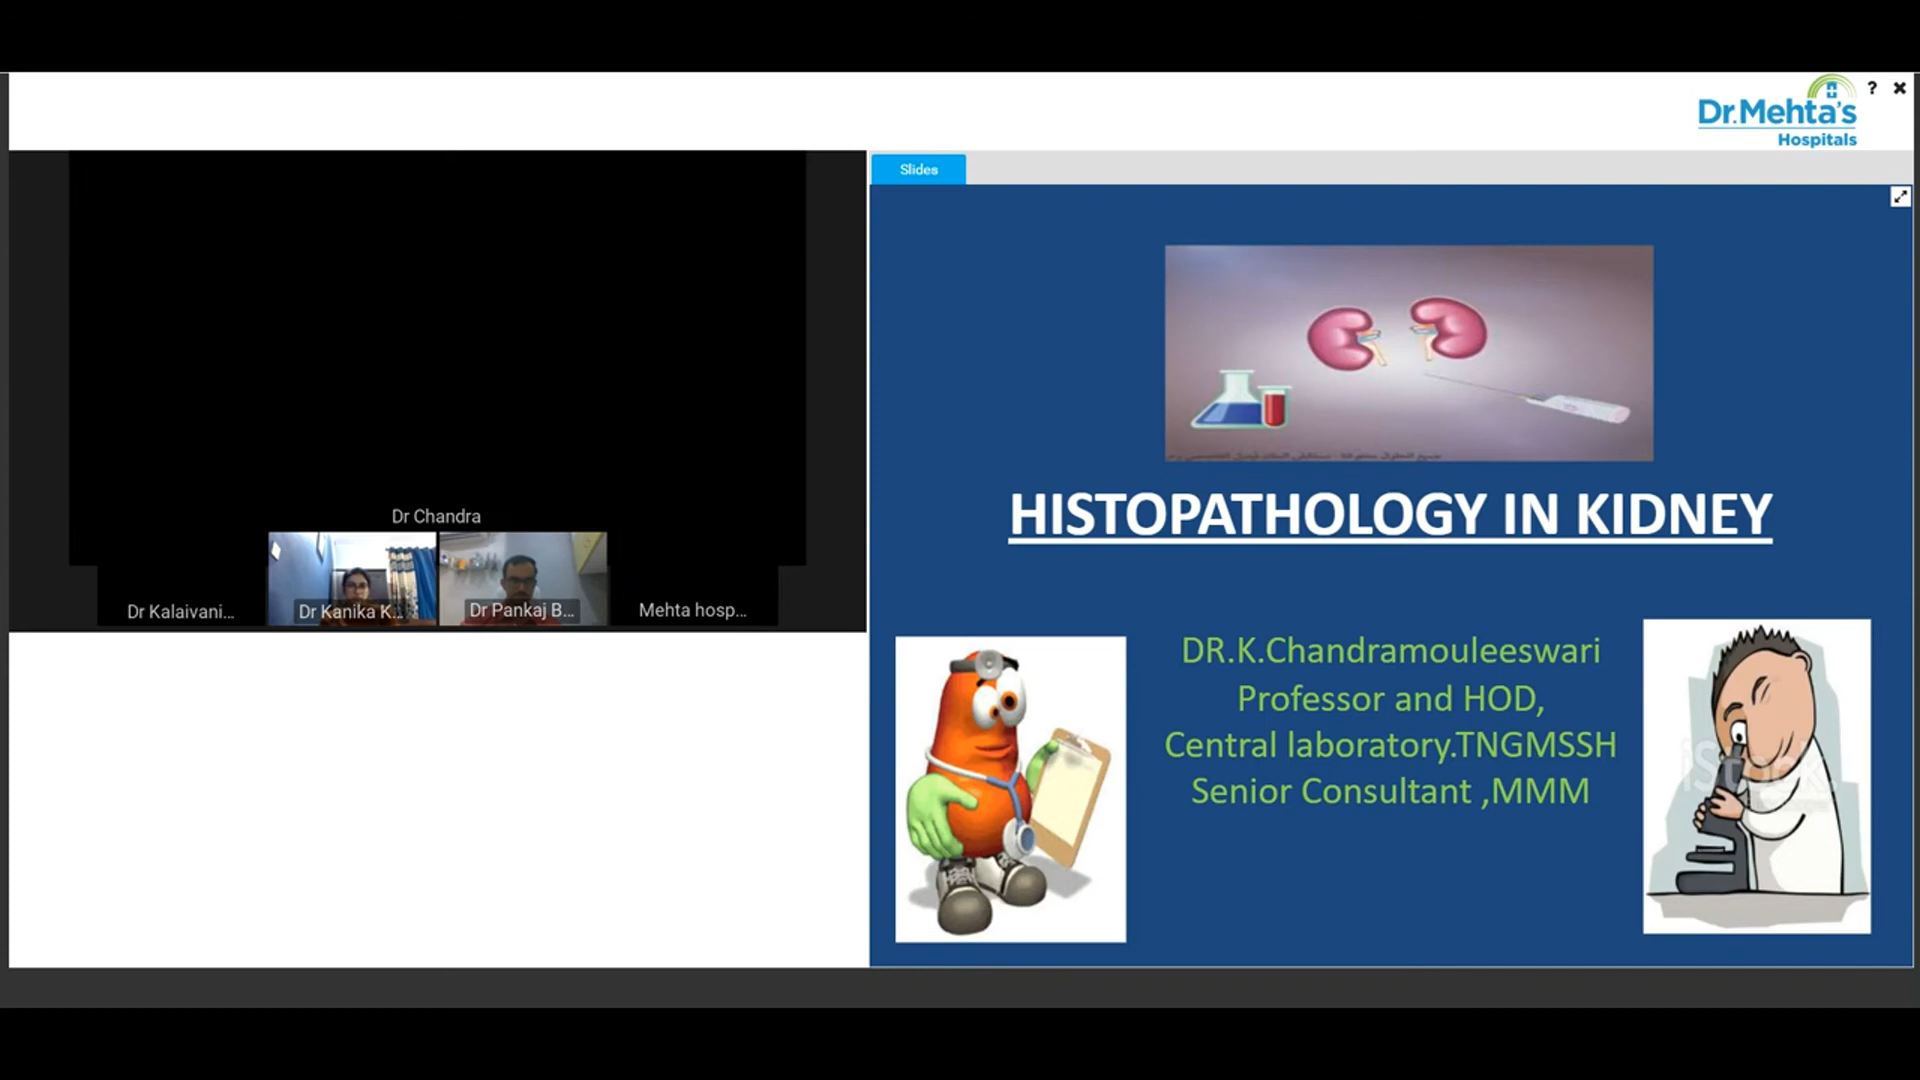 Dr.Mehta's
Hospitals
?
Slides
Dr Chandra
Dr Kalaivani...
Dr Kanika K...
Dr Pankaj B...
Mehta hosp...
HISTOPATHOLOGY IN KIDNEY
DR.K.Chandramouleeswari
Professor and HOD,
Central laboratory.TNGMSSH
Senior Consultant ,MMM
iStock